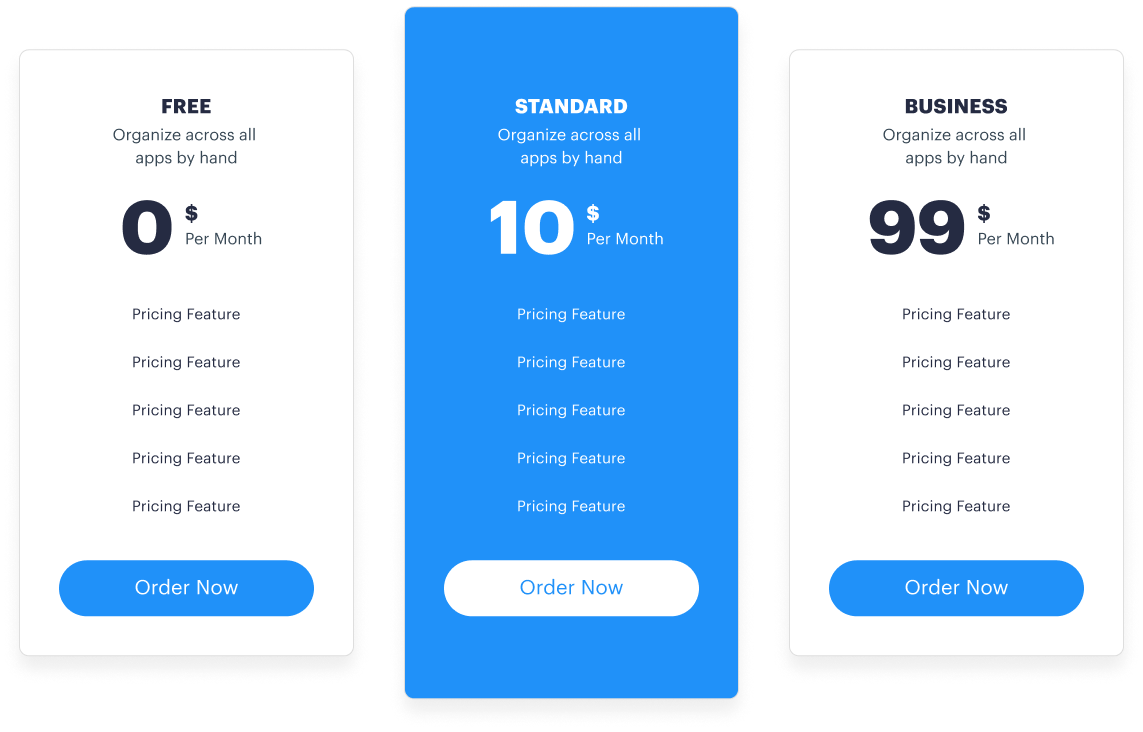 FREE
Organize across all
apps by hand
0 $
Per Month
Pricing Feature
Pricing Feature
Pricing Feature
Pricing Feature
Pricing Feature
Order Now
STANDARD
Organize across all
apps by hand
10 $
Per Month
Pricing Feature
Pricing Feature
Pricing Feature
Pricing Feature
Pricing Feature
Order Now
BUSINESS
Organize across all
apps by hand
99 $
Per Month
Pricing Feature
Pricing Feature
Pricing Feature
Pricing Feature
Pricing Feature
Order Now